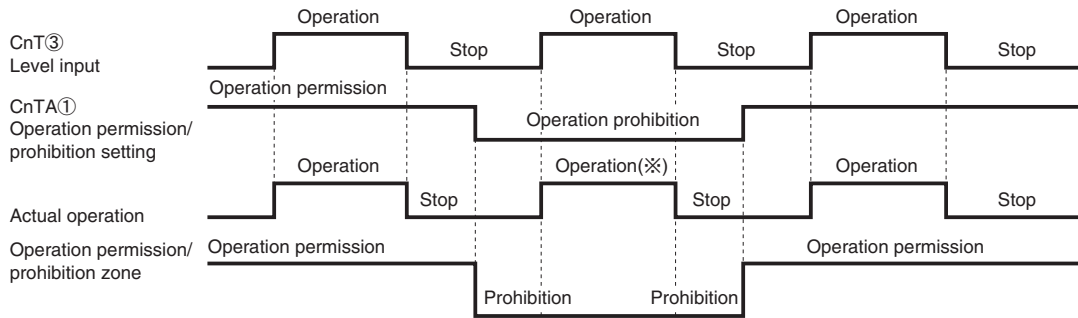 Operation Operation Operation
CnT③ Stop Stop Stop
Level input
Operation permission
CnTA①
Operation permission/ Operation prohibition
prohibition setting
Operation Operation(※) Operation
Actual operation Stop Stop Stop
Operation permission/ Operation permission Operation permission
prohibition zone
Prohibition Prohibition